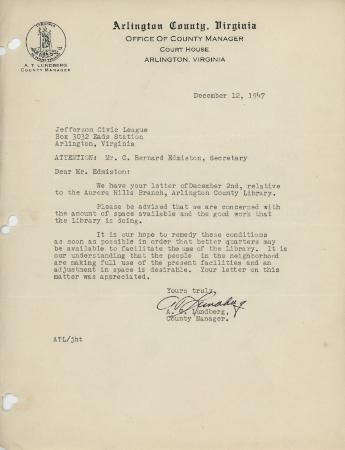 Arlington County, Virginia
OFFICE OF COUNTY MANAGER
COURT HOUSE
ARLINGTON, VIRGINIA
A. T. LUNDBERG
COUNTY MANAGER
December 12, 1947
Jefferson Civic League
Box 3032 Eads Station
Arlington, Virginia
ATTENTION: Mr. C. Bernard Edmiston, Secretary
Dear Mr. Edmiston:
We have your letter of December 2nd, relative
to the Aurora Hills Branch, Arlington County Library.
Please be advised that we are concerned with
the amount of space available and the good work that
the Library is doing.
It is our hope to remedy these conditions
as soon as possible in order that better quarters may
be available to facilitate the use of the Library. It is
our understanding that the people in the neighborhood
are making full use of the present facilities and an
adjustment in space is desirable. Your letter on this
matter was appreciated.
Yours truly,
A. T. Lundberg
A. T. Lundberg,
County Manager.
ATL/jht